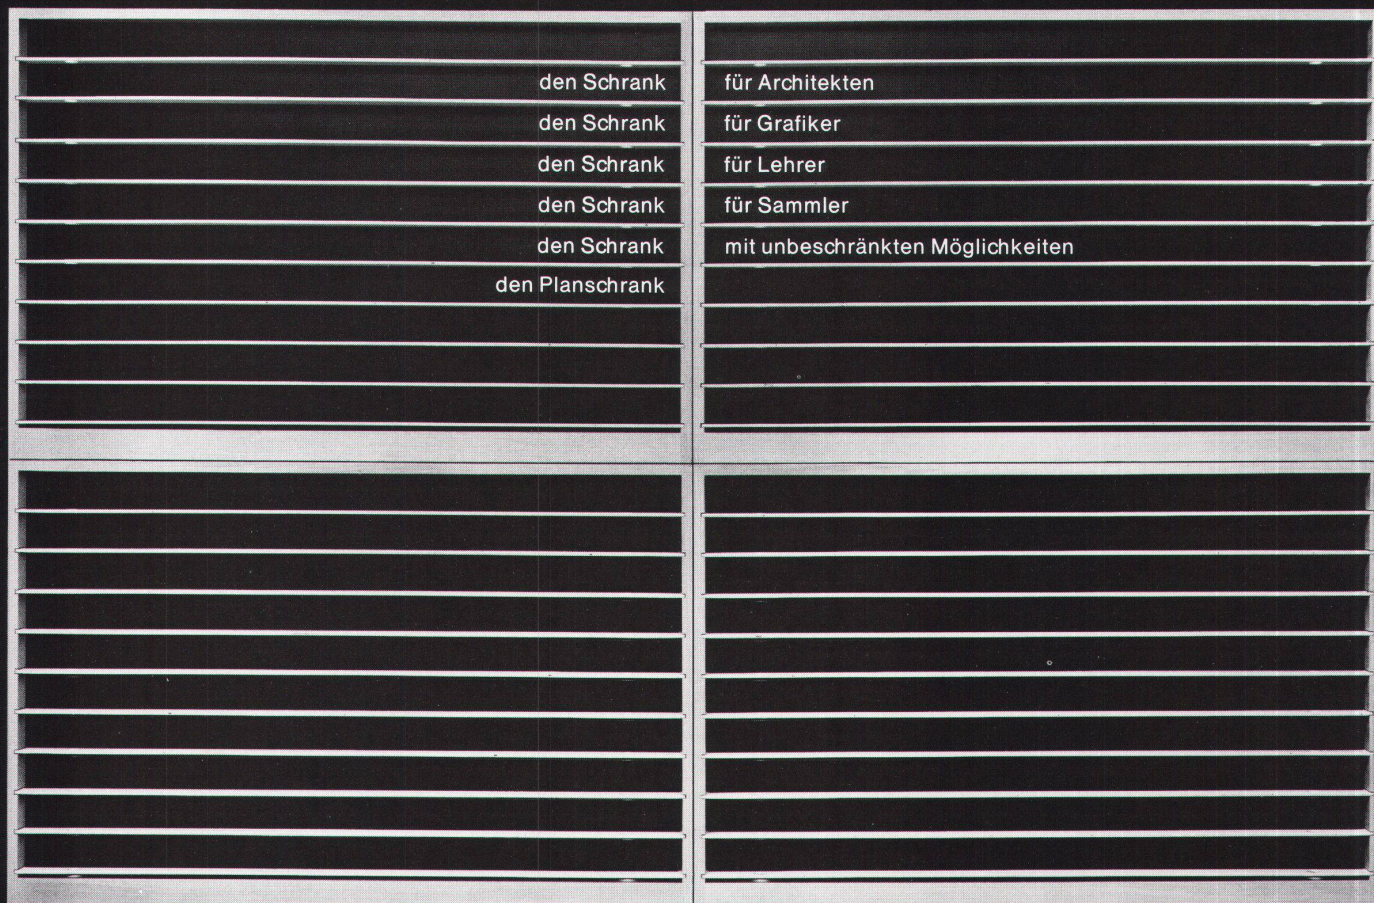 den Schrank für Architekten
den Schrank für Grafiker
den Schrank für Lehrer
den Schrank für Sammler
den Schrank mit unbeschränkten Möglichkeiten
den Planschrank